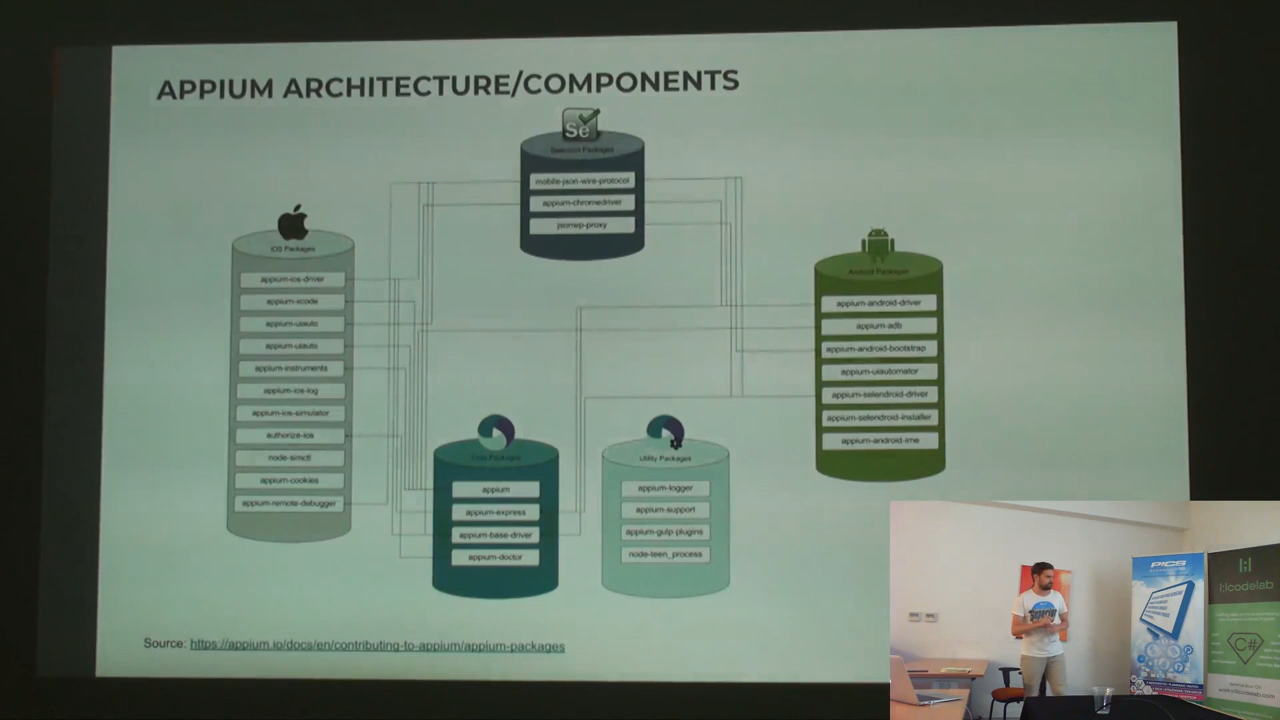 APPIUM ARCHITECTURE/COMPONENTS
Se
Selenium Packages
mobile-json-wire-protocol
appium-chromedriver
jsonwp-proxy
iOS Packages
appium-ios-driver
appium-xcode
appium-uiauto
appium-uiauto
appium-instruments
appium-ios-log
appium-ios-simulator
authorize-ios
node-simctl
appium-cookies
appium-remote-debugger
Android Packages
appium-android-driver
appium-adb
appium-android-bootstrap
appium-uiautomator
appium-selendroid-driver
appium-selendroid-installer
appium-android-ime
Core Packages
appium
appium-express
appium-base-driver
appium-doctor
Utility Packages
appium-logger
appium-support
appium-gulp-plugins
node-teen_process
Source: https://appium.io/docs/en/contributing-to-appium/appium-packages
PICS
codelab
C#